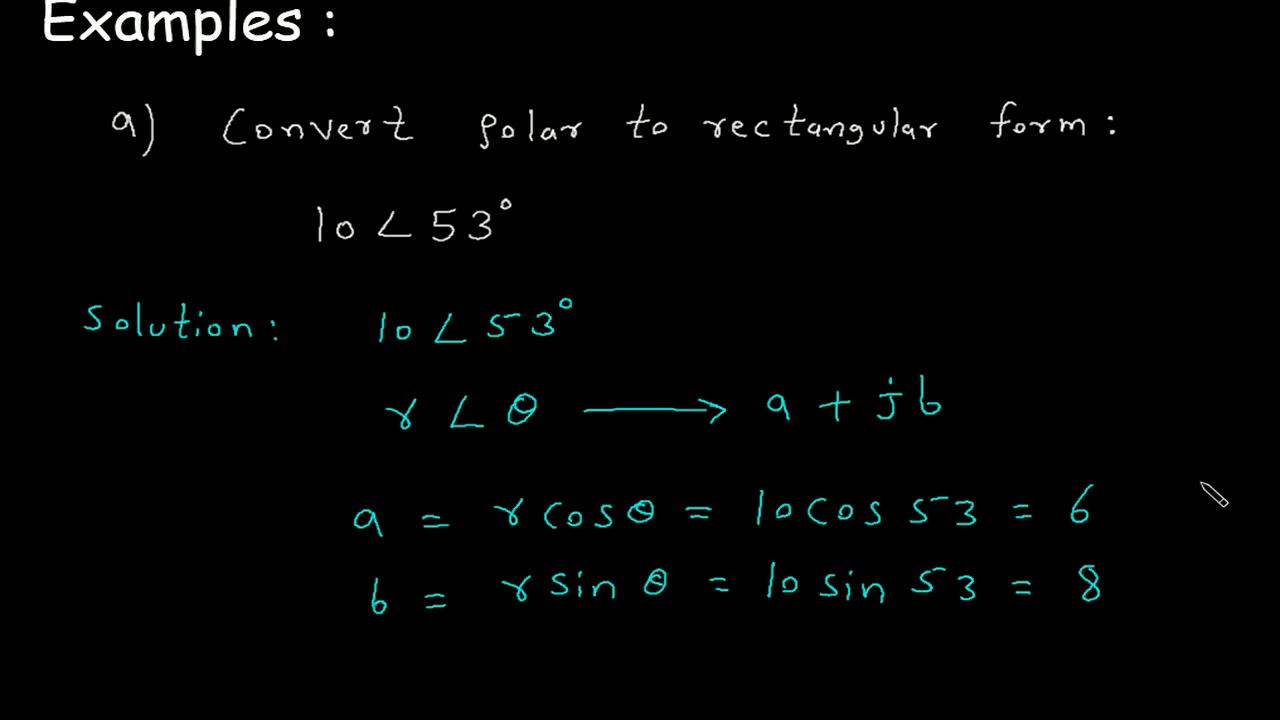 Examples :
a) Convert polar to rectangular form :
10 ∠ 53°
Solution : 10 ∠ 53°
r ∠ θ ⟶ a + jb
a = r cos θ = 10 cos 53 = 6
b = r sin θ = 10 sin 53 = 8